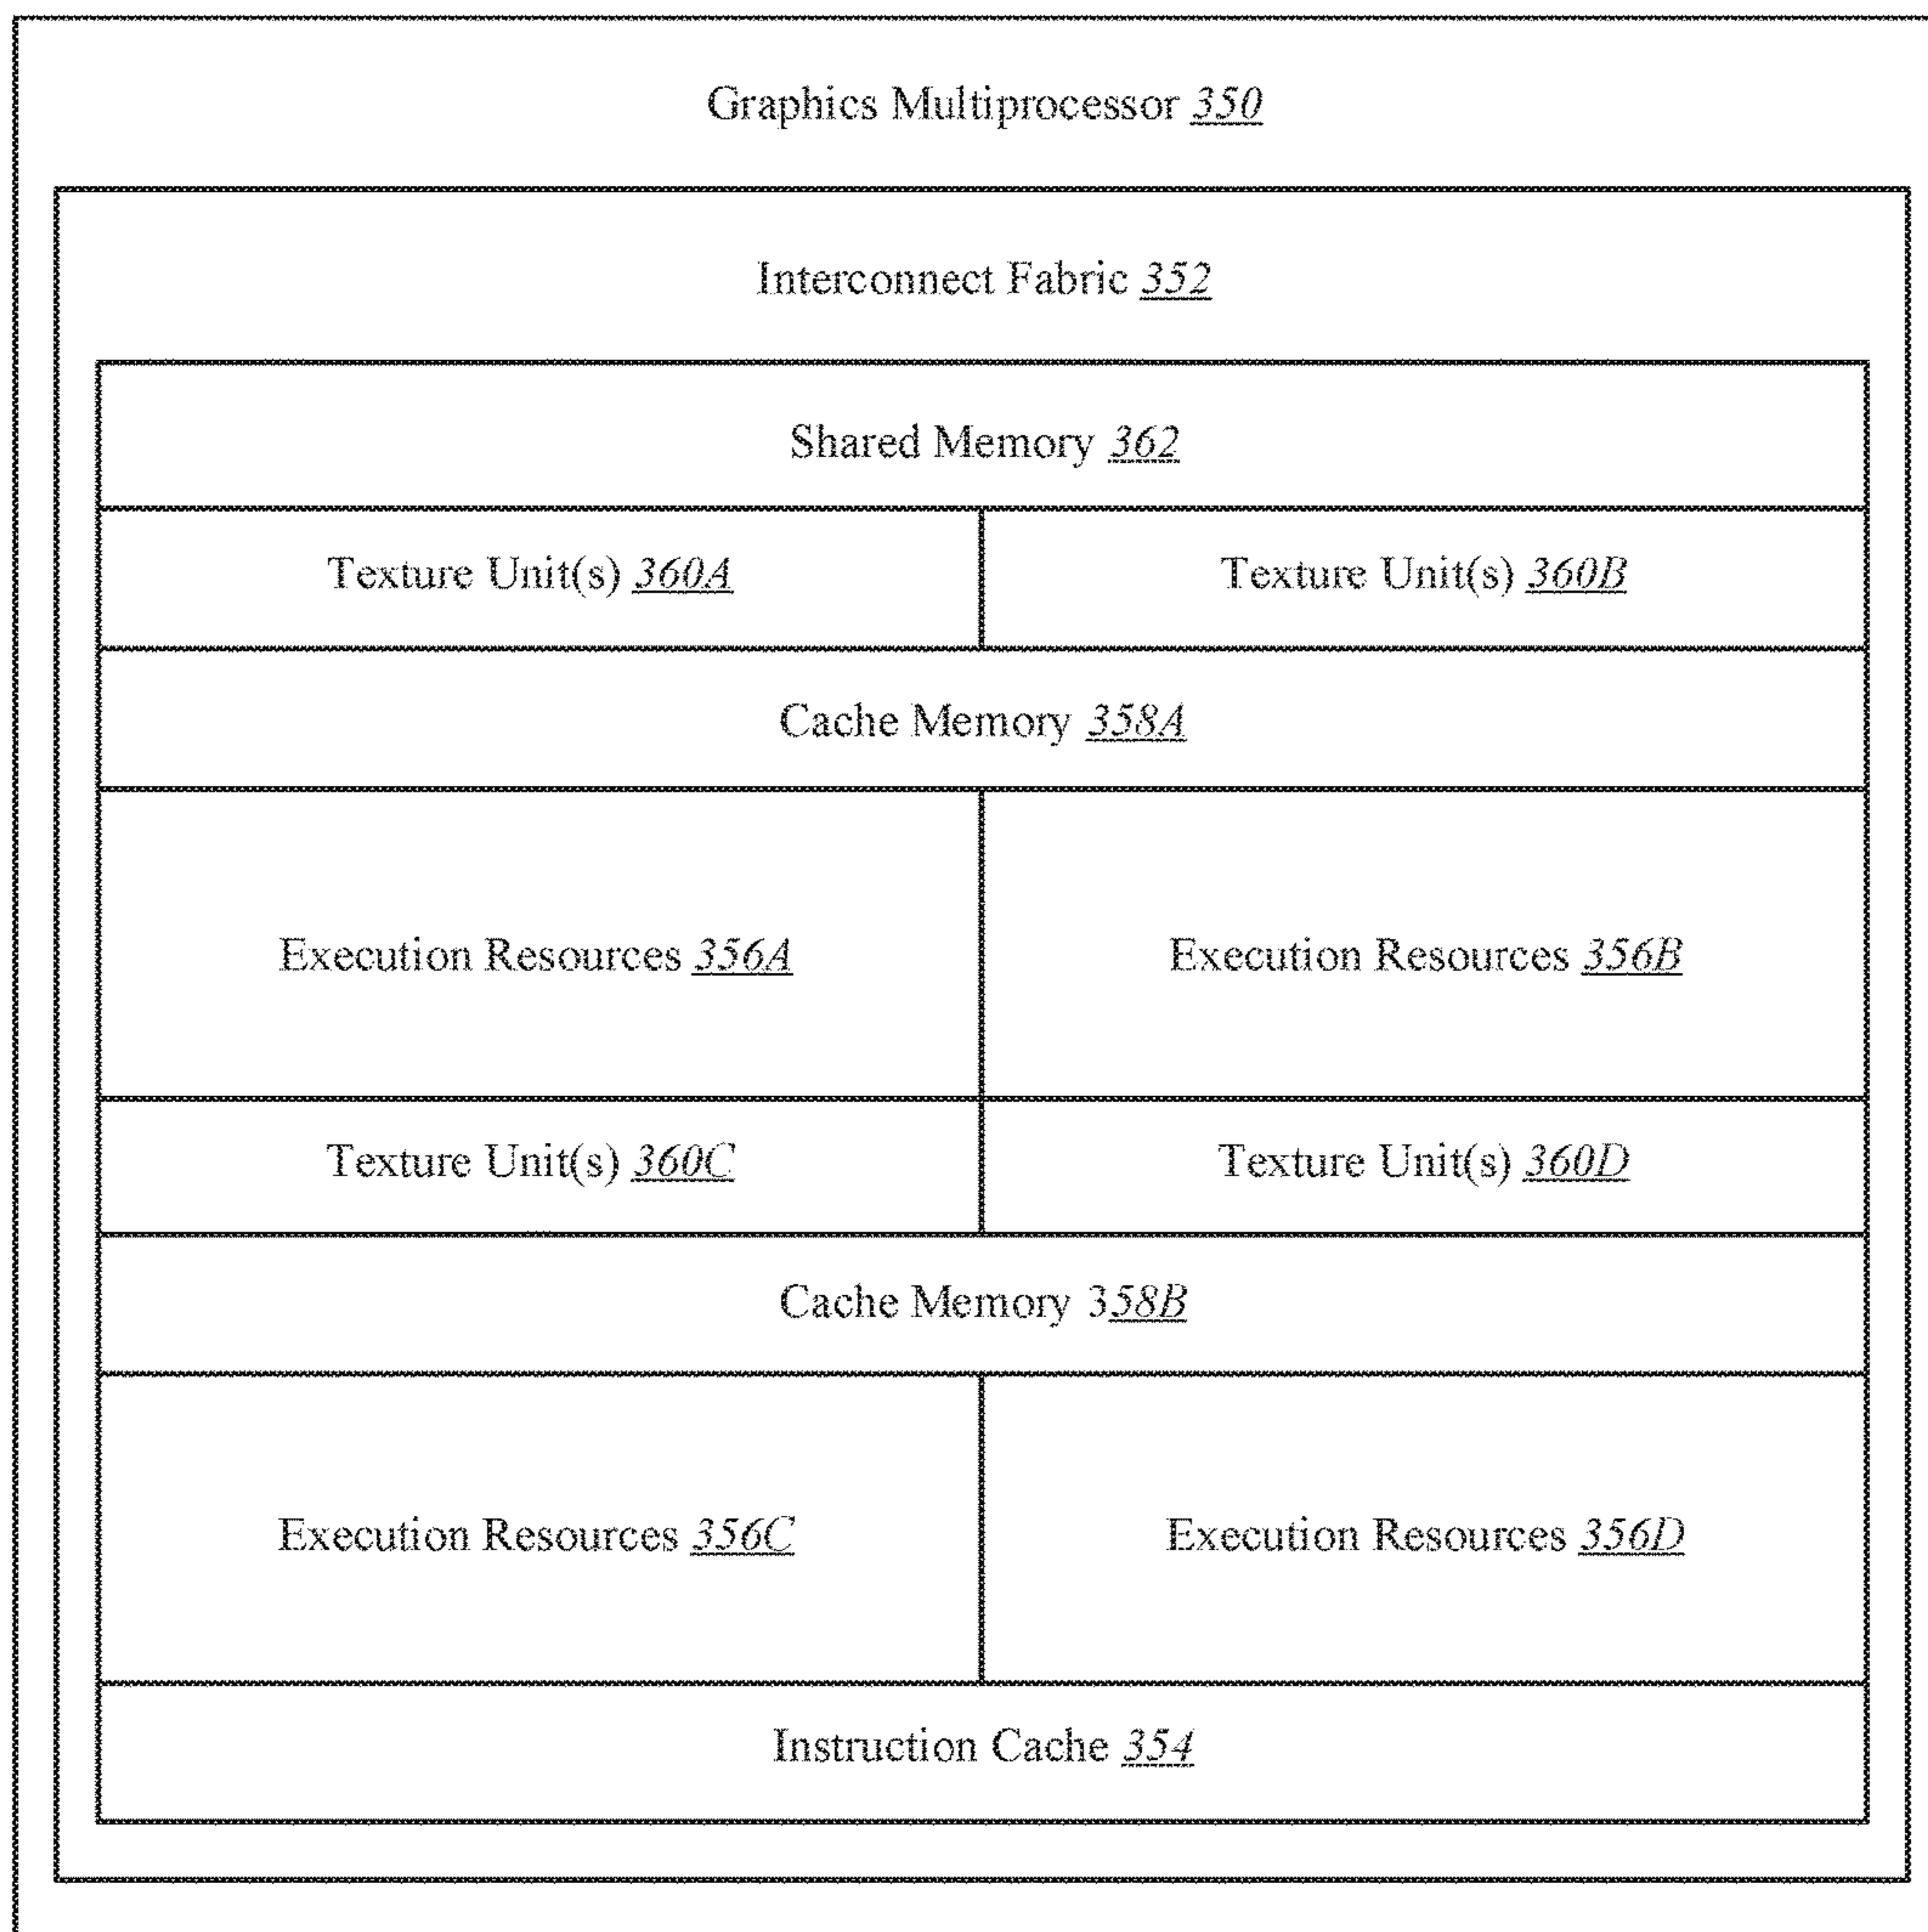 Graphics Multiprocessor 350
Interconnect Fabric 352
Shared Memory 362
Texture Unit(s) 360A
Texture Unit(s) 360B
Cache Memory 358A
Execution Resources 356A
Execution Resources 356B
Texture Unit(s) 360C
Texture Unit(s) 360D
Cache Memory 358B
Execution Resources 356C
Execution Resources 356D
Instruction Cache 354